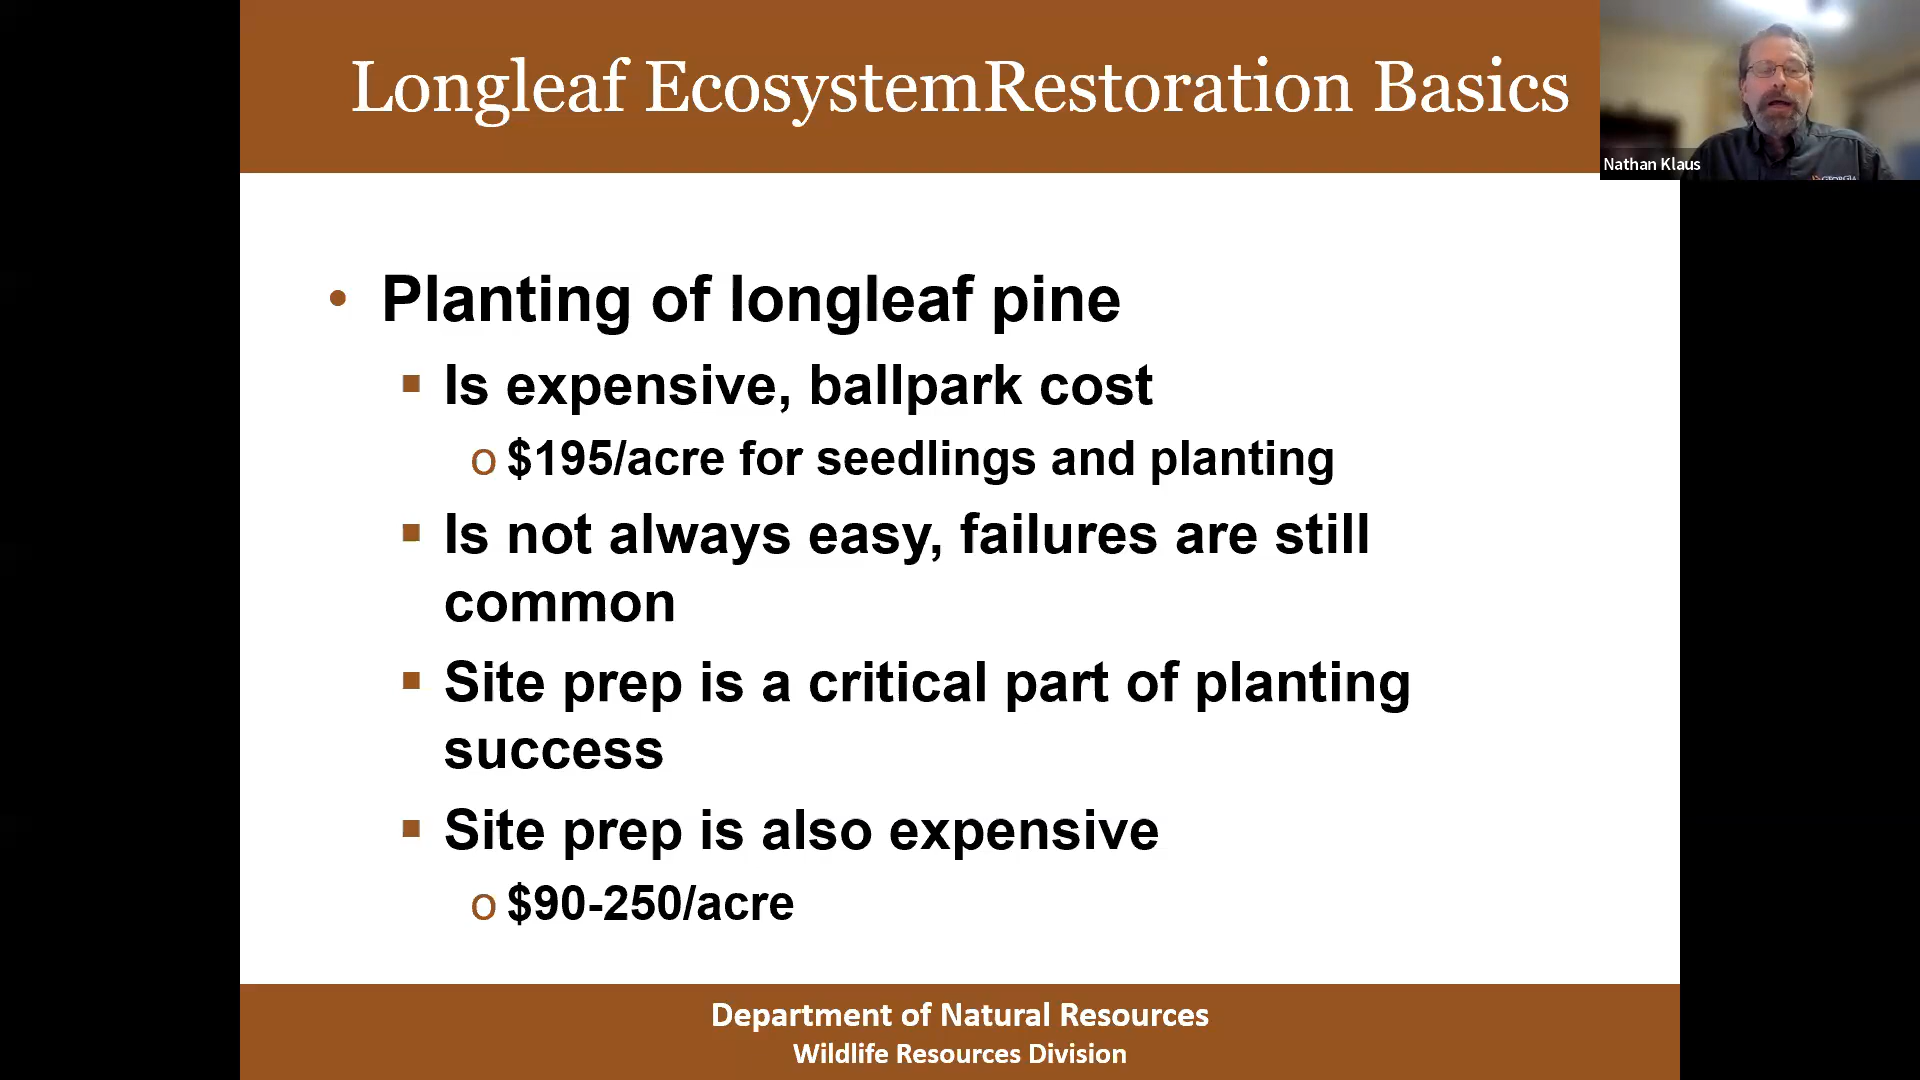 Longleaf EcosystemRestoration Basics
Nathan Klaus
GEORGIA
• Planting of longleaf pine
▪ Is expensive, ballpark cost
o $195/acre for seedlings and planting
▪ Is not always easy, failures are still
common
▪ Site prep is a critical part of planting
success
▪ Site prep is also expensive
o $90-250/acre
Department of Natural Resources
Wildlife Resources Division